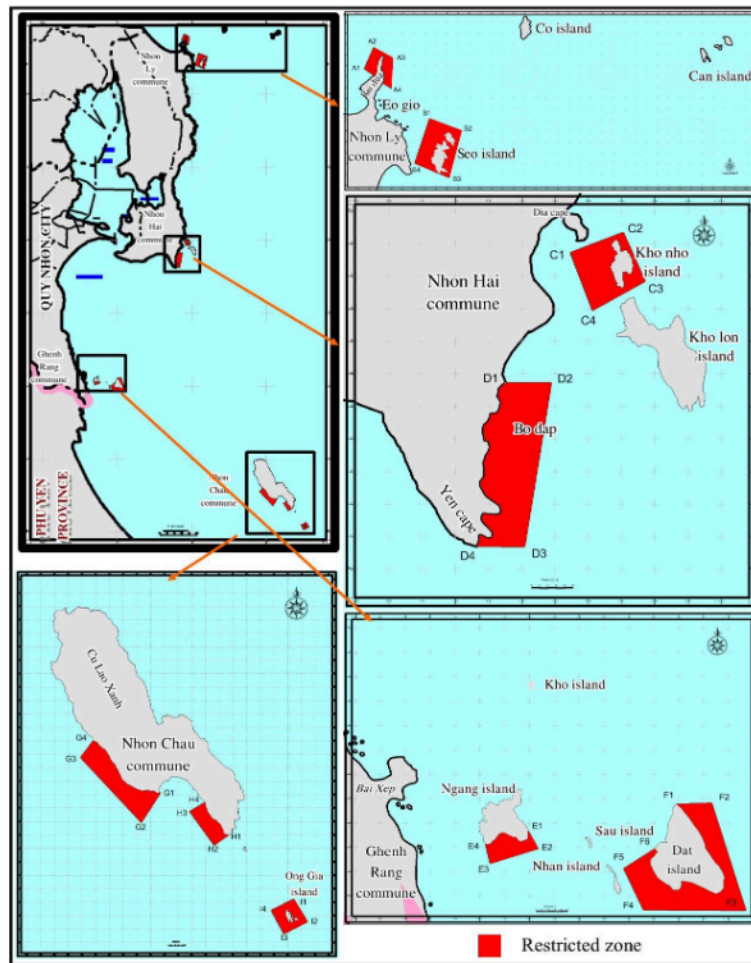 Nhon
Ly
commune
QUY NHON CITY
Nhon
Hai
commune
Ghenh
Rang
commune
PHU YEN
PROVINCE
Nhon
Chau
commune
A2
A3
A1
A4
Eo gio
Nhon Ly
commune
S1
S2
S3
Seo island
Co island
Can island
Dia cape
C2
C1
Kho nho
island
C3
C4
Nhon Hai
commune
Kho lon
island
D1
D2
Bo dap
Yen cape
D4
D3
Cu Lao Xanh
Nhon Chau
commune
G4
G3
G1
G2
H4
H3
H1
H2
Ong Gia
island
I1
I4
I2
I3
Kho island
Bai Xep
Ngang island
E1
E4
E2
E3
Ghenh
Rang
commune
Sau island
Nhan island
F1
F2
F6
F5
Dat
island
F4
F3
Restricted zone